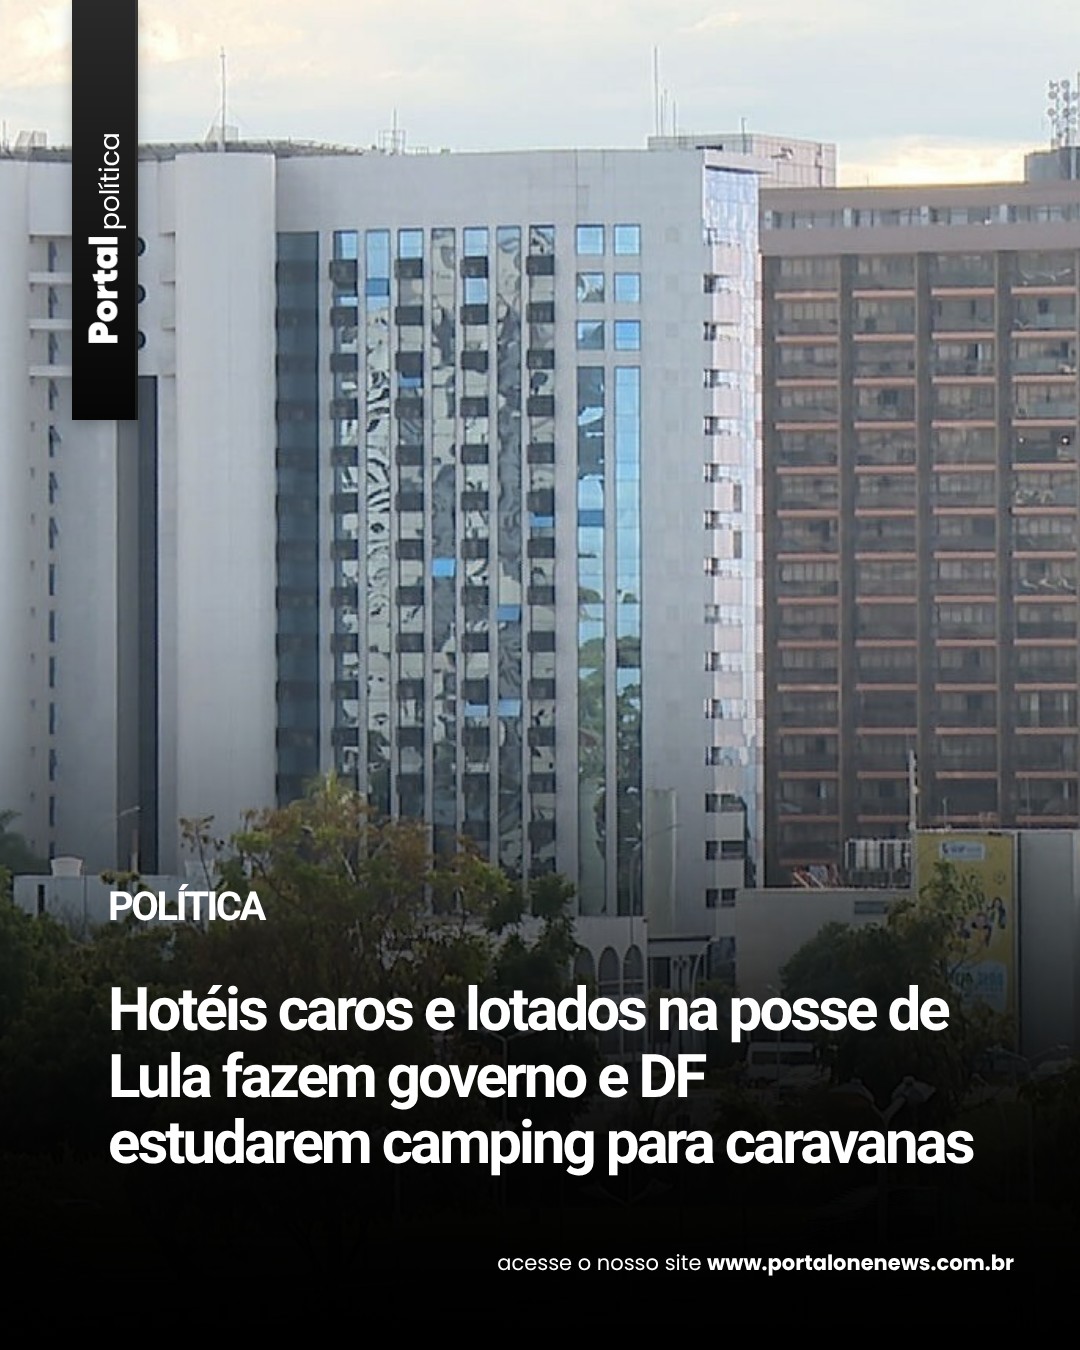 Portal política
POLÍTICA
Hotéis caros e lotados na posse de
Lula fazem governo e DF
estudarem camping para caravanas
acesse o nosso site www.portalonenews.com.br